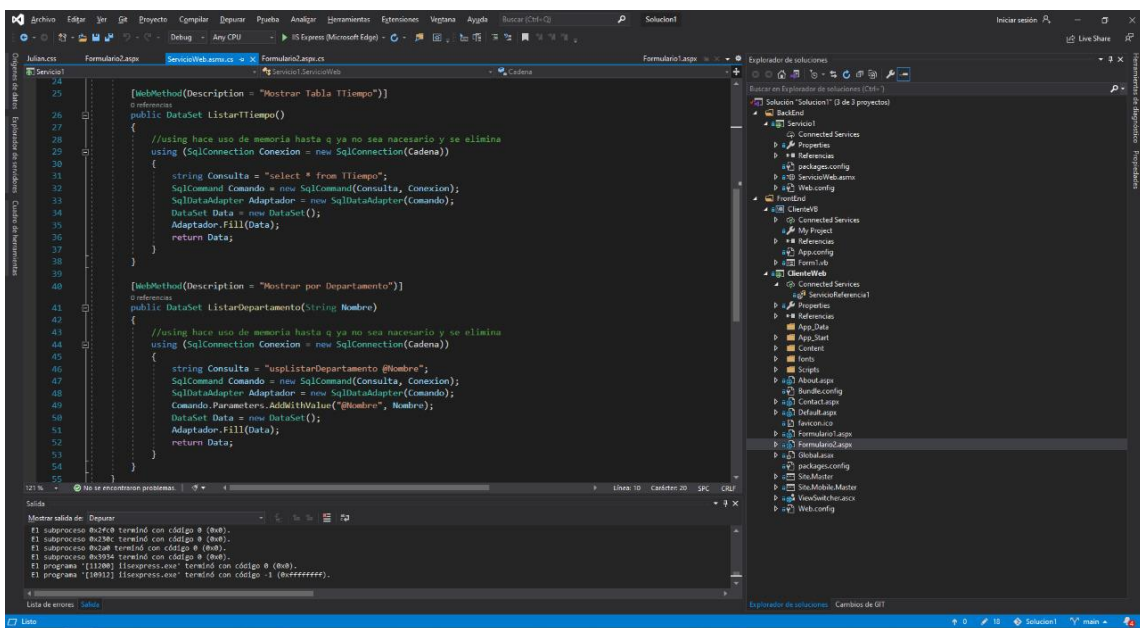 Archivo Editar Ver Git Proyecto Compilar Depurar Prueba Analizar Herramientas Extensiones Ventana Ayuda Buscar (Ctrl+Q) Solucion1 Iniciar sesión
Debug Any CPU IIS Express (Microsoft Edge) Live Share
Julian.css Formulario2.aspx ServicioWeb.asmx.cs Formulario2.aspx.cs Formulario1.aspx
Servicio1 Servicio1.ServicioWeb Cadena
24
25 [WebMethod(Description = "Mostrar Tabla TTiempo")]
0 referencias
26 public DataSet ListarTTiempo()
27 {
28 //using hace uso de memoria hasta q ya no sea nacesario y se elimina
29 using (SqlConnection Conexion = new SqlConnection(Cadena))
30 {
31 string Consulta = "select * from TTiempo";
32 SqlCommand Comando = new SqlCommand(Consulta, Conexion);
33 SqlDataAdapter Adaptador = new SqlDataAdapter(Comando);
34 DataSet Data = new DataSet();
35 Adaptador.Fill(Data);
36 return Data;
37 }
38 }
39
40 [WebMethod(Description = "Mostrar por Departamento")]
0 referencias
41 public DataSet ListarDepartamento(String Nombre)
42 {
43 //using hace uso de memoria hasta q ya no sea nacesario y se elimina
44 using (SqlConnection Conexion = new SqlConnection(Cadena))
45 {
46 string Consulta = "uspListarDepartamento @Nombre";
47 SqlCommand Comando = new SqlCommand(Consulta, Conexion);
48 SqlDataAdapter Adaptador = new SqlDataAdapter(Comando);
49 Comando.Parameters.AddWithValue("@Nombre", Nombre);
50 DataSet Data = new DataSet();
51 Adaptador.Fill(Data);
52 return Data;
53 }
54 }
55 }
121 % No se encontraron problemas. Línea: 10 Carácter: 20 SPC CRLF
Salida
Mostrar salida de: Depurar
El subproceso 0x2fc0 terminó con código 0 (0x0).
El subproceso 0x230c terminó con código 0 (0x0).
El subproceso 0x2a0 terminó con código 0 (0x0).
El subproceso 0x3934 terminó con código 0 (0x0).
El programa '[11200] iisexpress.exe' terminó con código 0 (0x0).
El programa '[10912] iisexpress.exe' terminó con código -1 (0xffffffff).
Lista de errores Salida
Orígenes de datos
Explorador de servidores
Cuadro de herramientas
Explorador de soluciones
Buscar en Explorador de soluciones (Ctrl+ )
Solución "Solucion1" (3 de 3 proyectos)
BackEnd
Servicio1
Connected Services
Properties
Referencias
packages.config
ServicioWeb.asmx
Web.config
FrontEnd
ClienteVB
Connected Services
My Project
Referencias
App.config
Form1.vb
ClienteWeb
Connected Services
ServicioReferencia1
Properties
Referencias
App_Data
App_Start
Content
fonts
Scripts
About.aspx
Bundle.config
Contact.aspx
Default.aspx
favicon.ico
Formulario1.aspx
Formulario2.aspx
Global.asax
packages.config
Site.Master
Site.Mobile.Master
ViewSwitcher.ascx
Web.config
Explorador de soluciones Cambios de GIT
Herramientas de diagnóstico
Propiedades
Listo 0 18 Solucion1 main